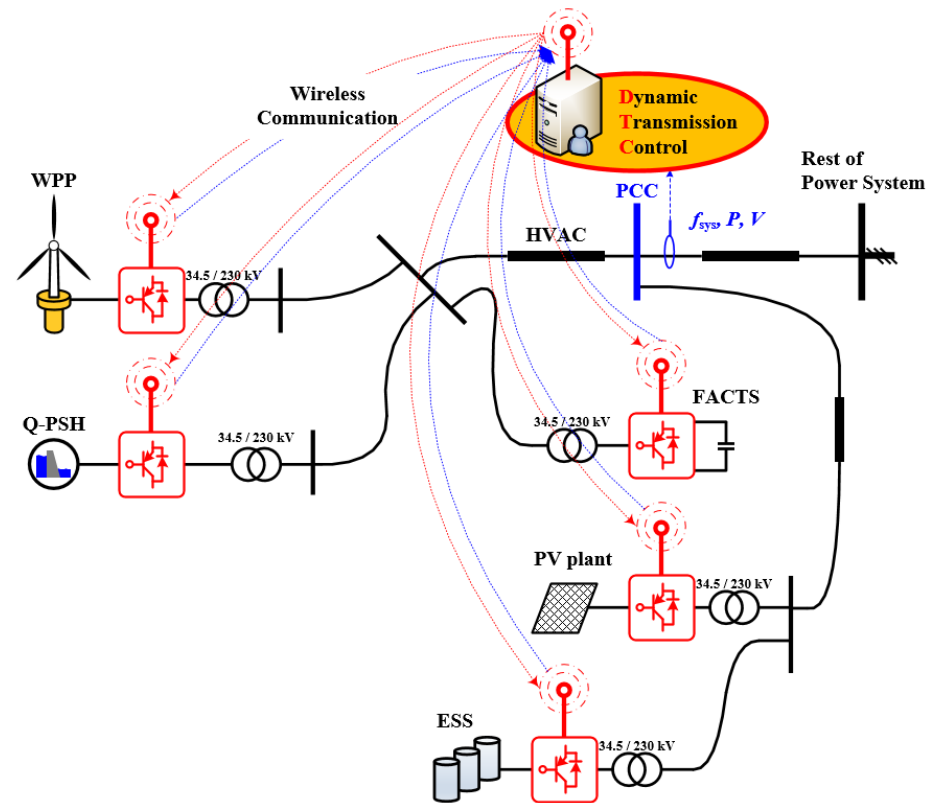 Wireless
Communication
Dynamic
Transmission
Control
Rest of
Power System
WPP
PCC
fsys, P, V
HVAC
34.5 / 230 kV
Q-PSH
34.5 / 230 kV
FACTS
34.5 / 230 kV
PV plant
34.5 / 230 kV
ESS
34.5 / 230 kV